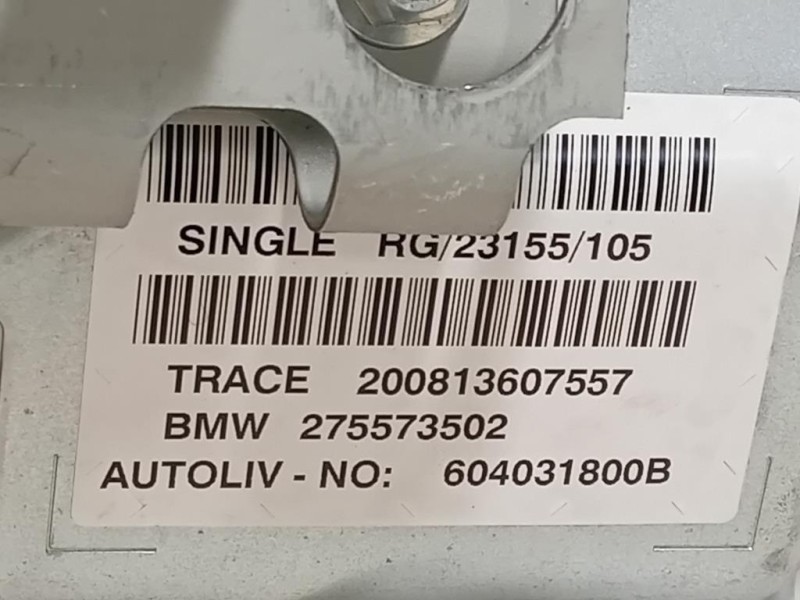 SINGLE RG/23155/105
TRACE 200813607557
BMW 275573502
AUTOLIV - NO: 604031800B